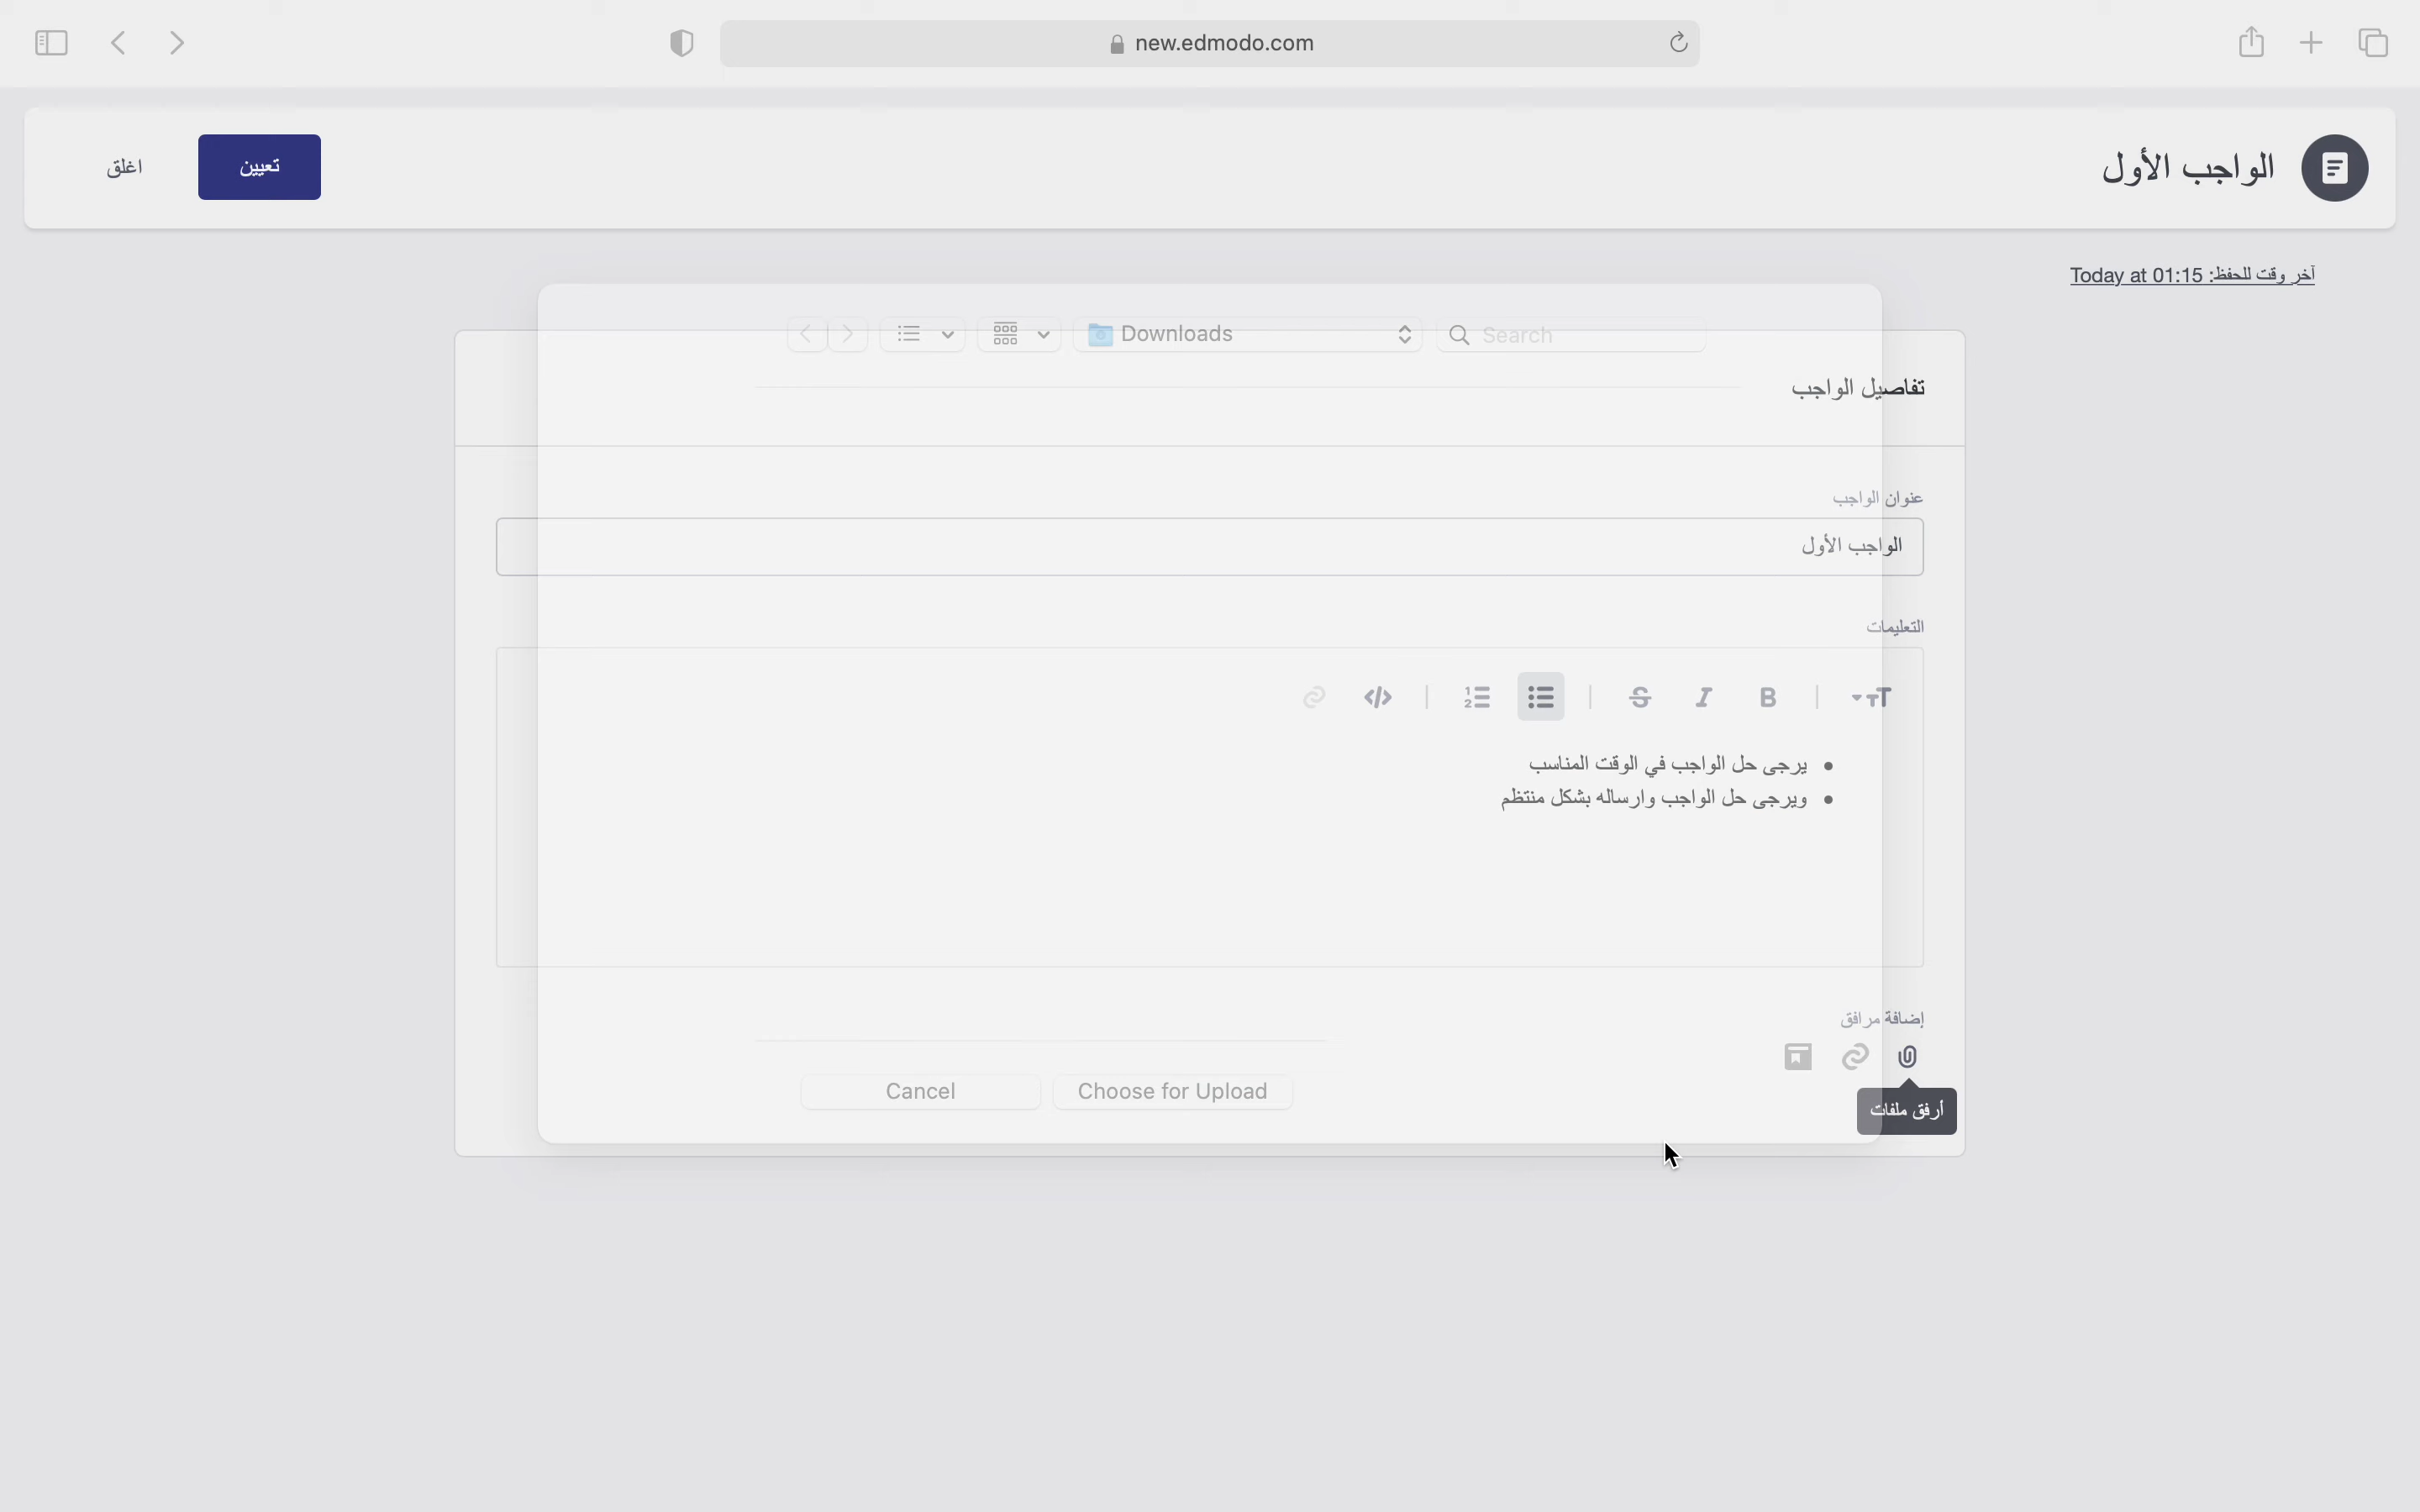 new.edmodo.com
الواجب الأول
تعيين
اغلق
آخر وقت للحفظ: Today at 01:15
Downloads
Search
تفاصيل الواجب
عنوان الواجب
الواجب الأول
التعليمات
يرجى حل الواجب في الوقت المناسب
ويرجى حل الواجب وارساله بشكل منتظم
إضافة مرافق
Cancel
Choose for Upload
أرفق ملفات